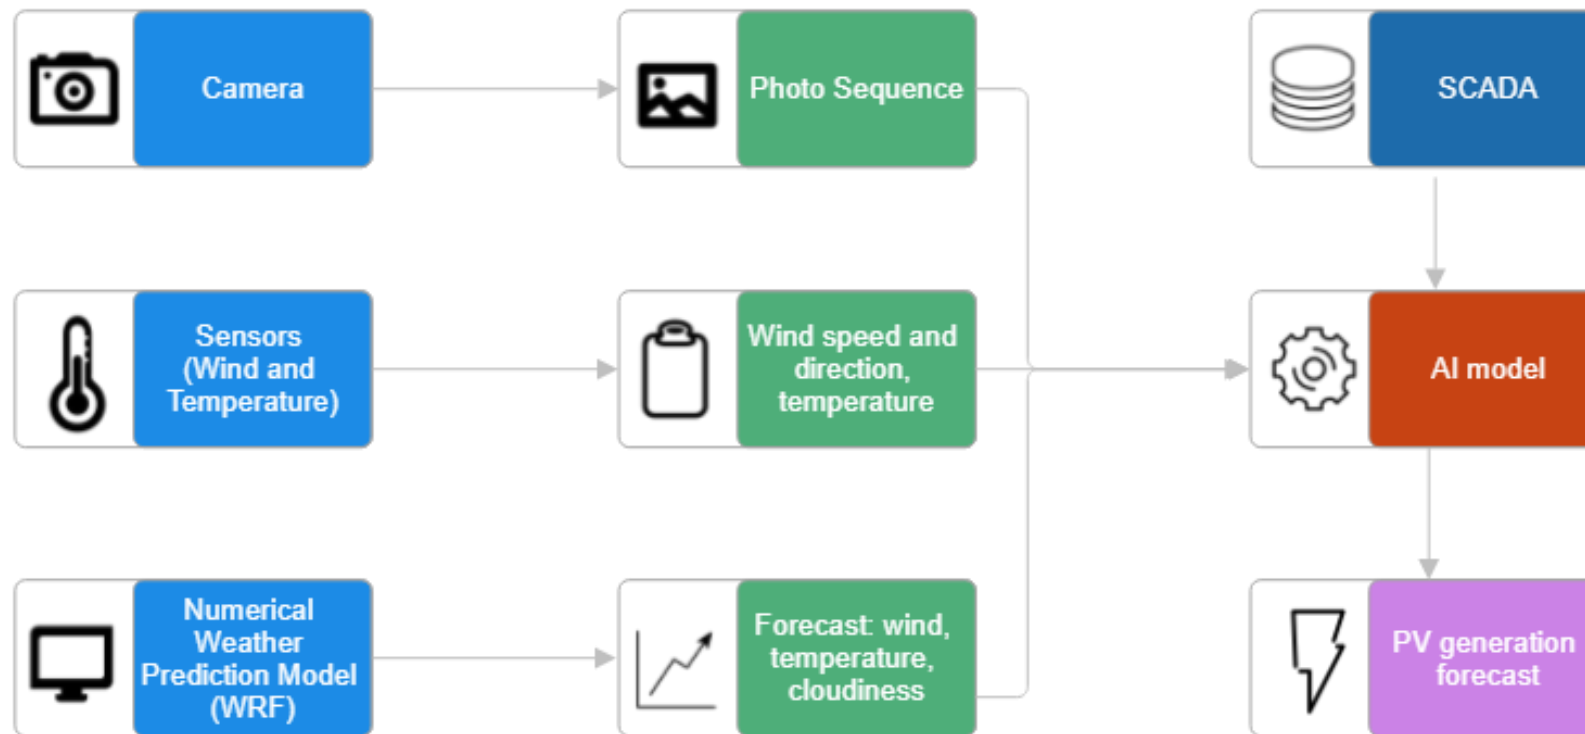 Camera
Photo Sequence
SCADA
Sensors
(Wind and
Temperature)
Wind speed and
direction,
temperature
AI model
Numerical
Weather
Prediction Model
(WRF)
Forecast: wind,
temperature,
cloudiness
PV generation
forecast